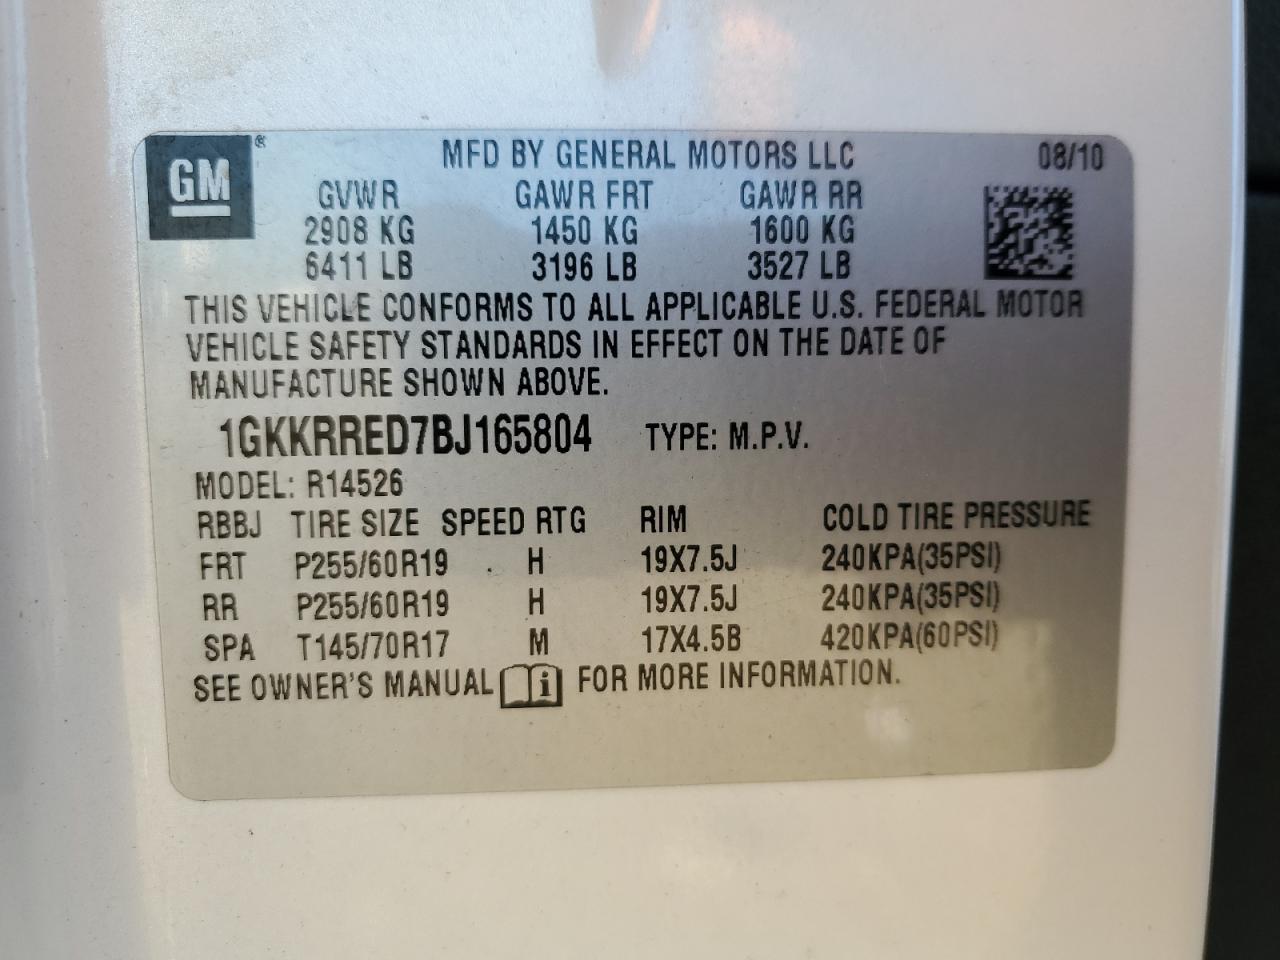 GM ® MFD BY GENERAL MOTORS LLC 08/10
GVWR GAWR FRT GAWR RR
2908 KG 1450 KG 1600 KG
6411 LB 3196 LB 3527 LB
THIS VEHICLE CONFORMS TO ALL APPLICABLE U.S. FEDERAL MOTOR
VEHICLE SAFETY STANDARDS IN EFFECT ON THE DATE OF
MANUFACTURE SHOWN ABOVE.
1GKKRRED7BJ165804 TYPE: M.P.V.
MODEL: R14526
RBBJ TIRE SIZE SPEED RTG RIM COLD TIRE PRESSURE
FRT P255/60R19 H 19X7.5J 240KPA(35PSI)
RR P255/60R19 H 19X7.5J 240KPA(35PSI)
SPA T145/70R17 M 17X4.5B 420KPA(60PSI)
SEE OWNER'S MANUAL i FOR MORE INFORMATION.